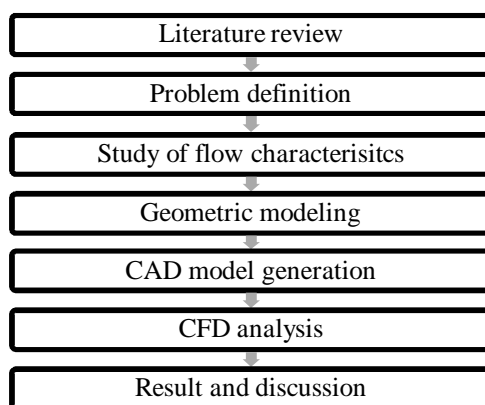 Literature review
Problem definition
Study of flow characterisitcs
Geometric modeling
CAD model generation
CFD analysis
Result and discussion